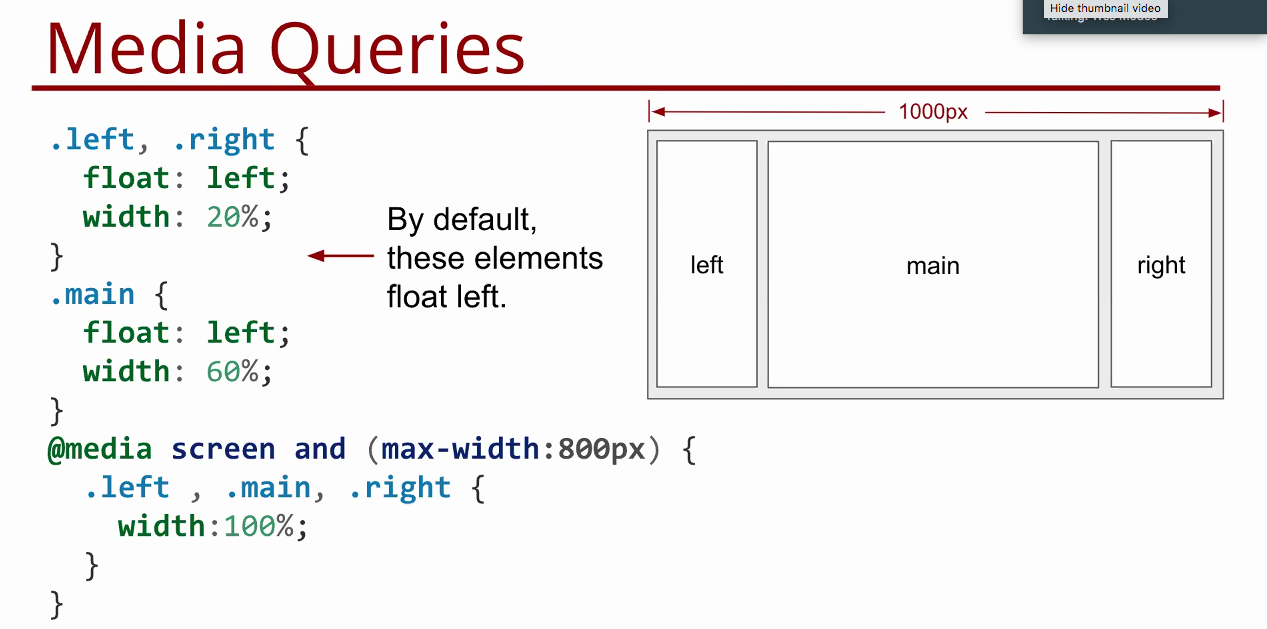 Hide thumbnail video
Media Queries
.left, .right {
  float: left;
  width: 20%;
}
.main {
  float: left;
  width: 60%;
}
@media screen and (max-width:800px) {
  .left , .main, .right {
    width:100%;
  }
}
By default,
these elements
float left.
1000px
left
main
right